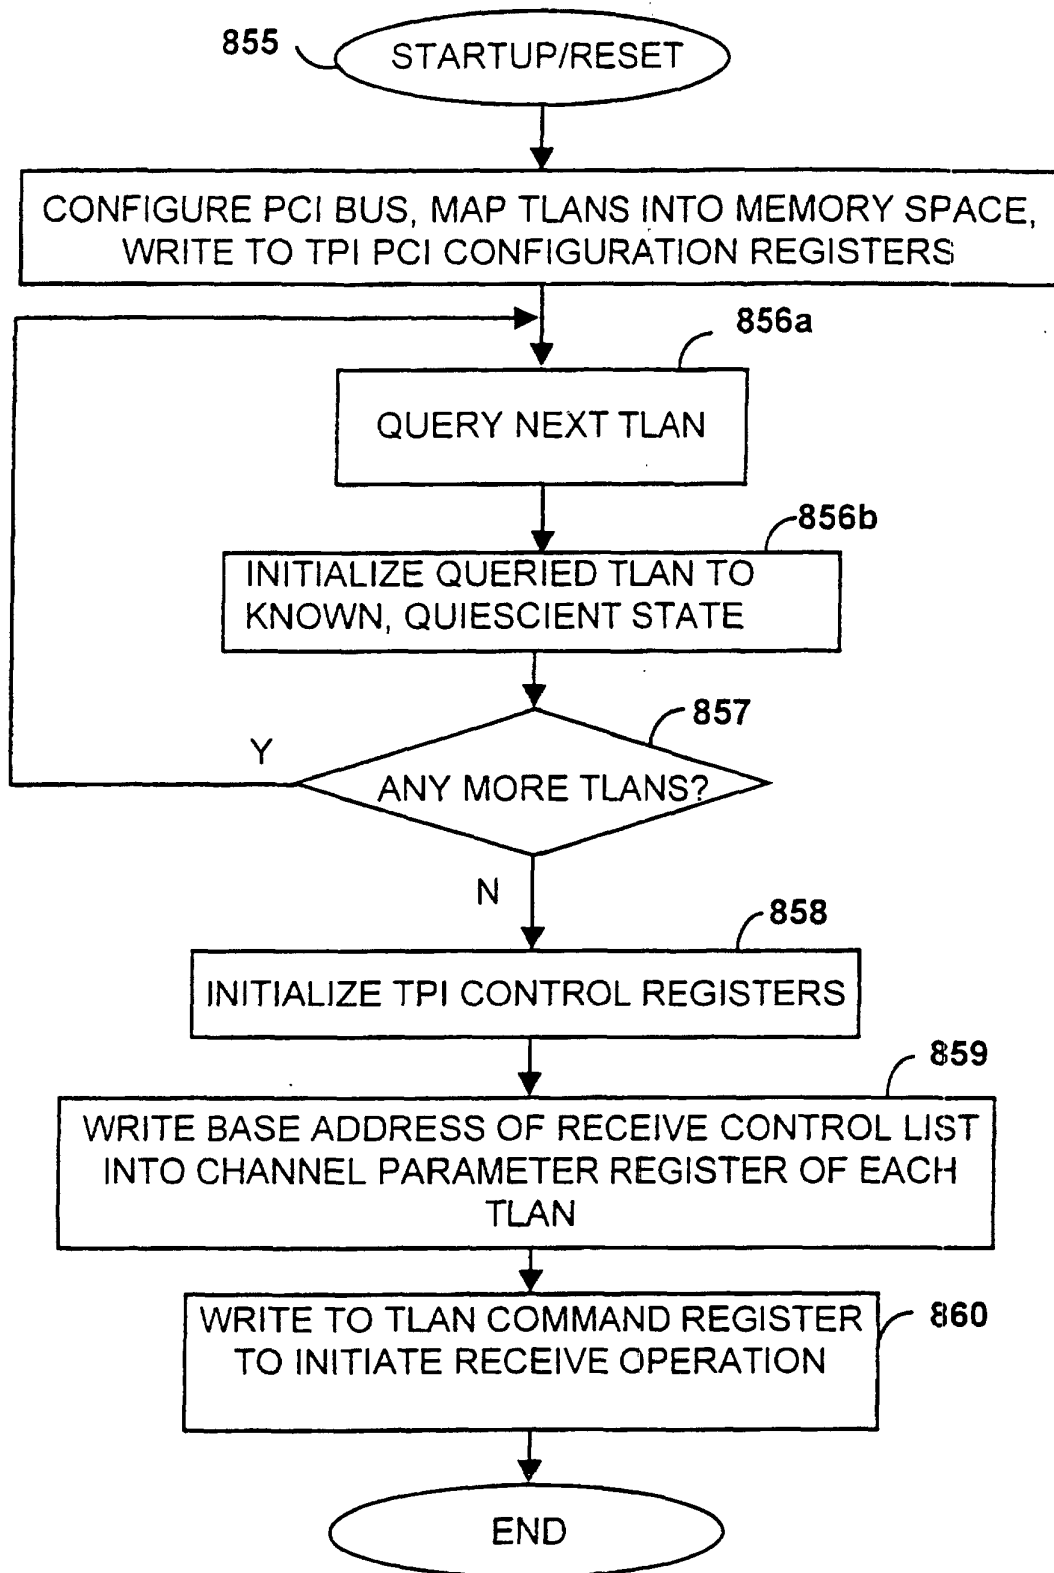 855
STARTUP/RESET
CONFIGURE PCI BUS, MAP TLANS INTO MEMORY SPACE,
WRITE TO TPI PCI CONFIGURATION REGISTERS
856a
QUERY NEXT TLAN
856b
INITIALIZE QUERIED TLAN TO
KNOWN, QUIESCIENT STATE
857
Y
ANY MORE TLANS?
N
858
INITIALIZE TPI CONTROL REGISTERS
859
WRITE BASE ADDRESS OF RECEIVE CONTROL LIST
INTO CHANNEL PARAMETER REGISTER OF EACH
TLAN
WRITE TO TLAN COMMAND REGISTER
860
TO INITIATE RECEIVE OPERATION
END